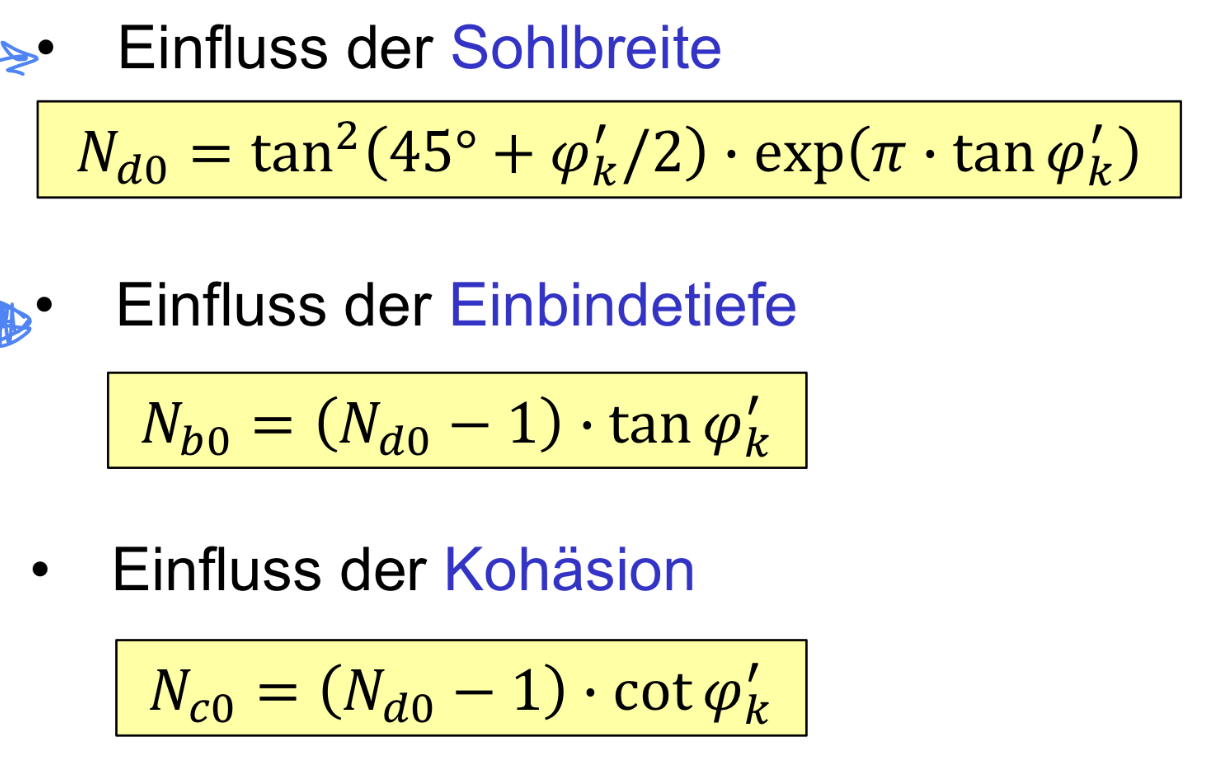 • Einfluss der Sohlbreite
N_{d0} = tan²(45° + φ'_k/2) · exp(π · tan φ'_k)
• Einfluss der Einbindetiefe
N_{b0} = (N_{d0} − 1) · tan φ'_k
• Einfluss der Kohäsion
N_{c0} = (N_{d0} − 1) · cot φ'_k